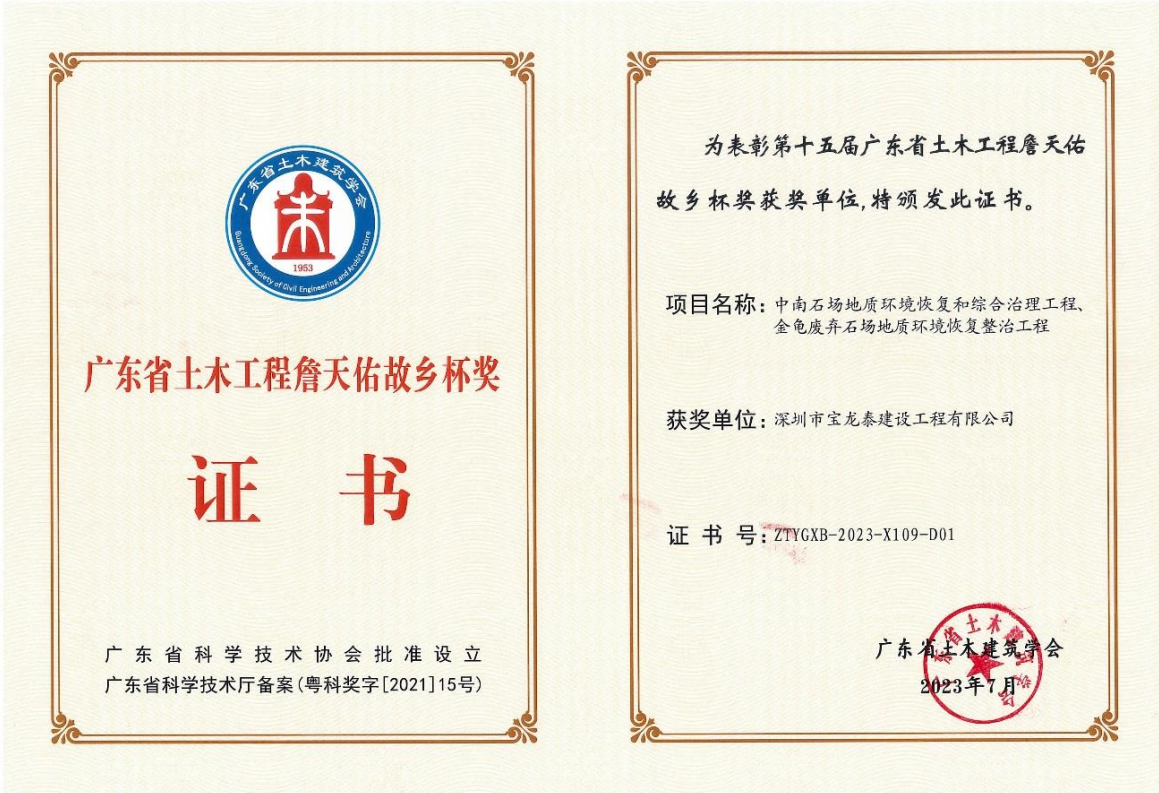 广东省土木建筑学会
Guangdong Society of Civil Engineering and Architecture
1953
广东省土木工程詹天佑故乡杯奖
证书
广东省科学技术协会批准设立
广东省科学技术厅备案(粤科奖字[2021]15号)
为表彰第十五届广东省土木工程詹天佑
故乡杯奖获奖单位,特颁发此证书。
项目名称:中南石场地质环境恢复和综合治理工程、
金龟废弃石场地质环境恢复整治工程
获奖单位:深圳市宝龙泰建设工程有限公司
证书号:ZTYGXB-2023-X109-D01
广东省土木建筑学会
2023年7月
广东省土木建筑学会